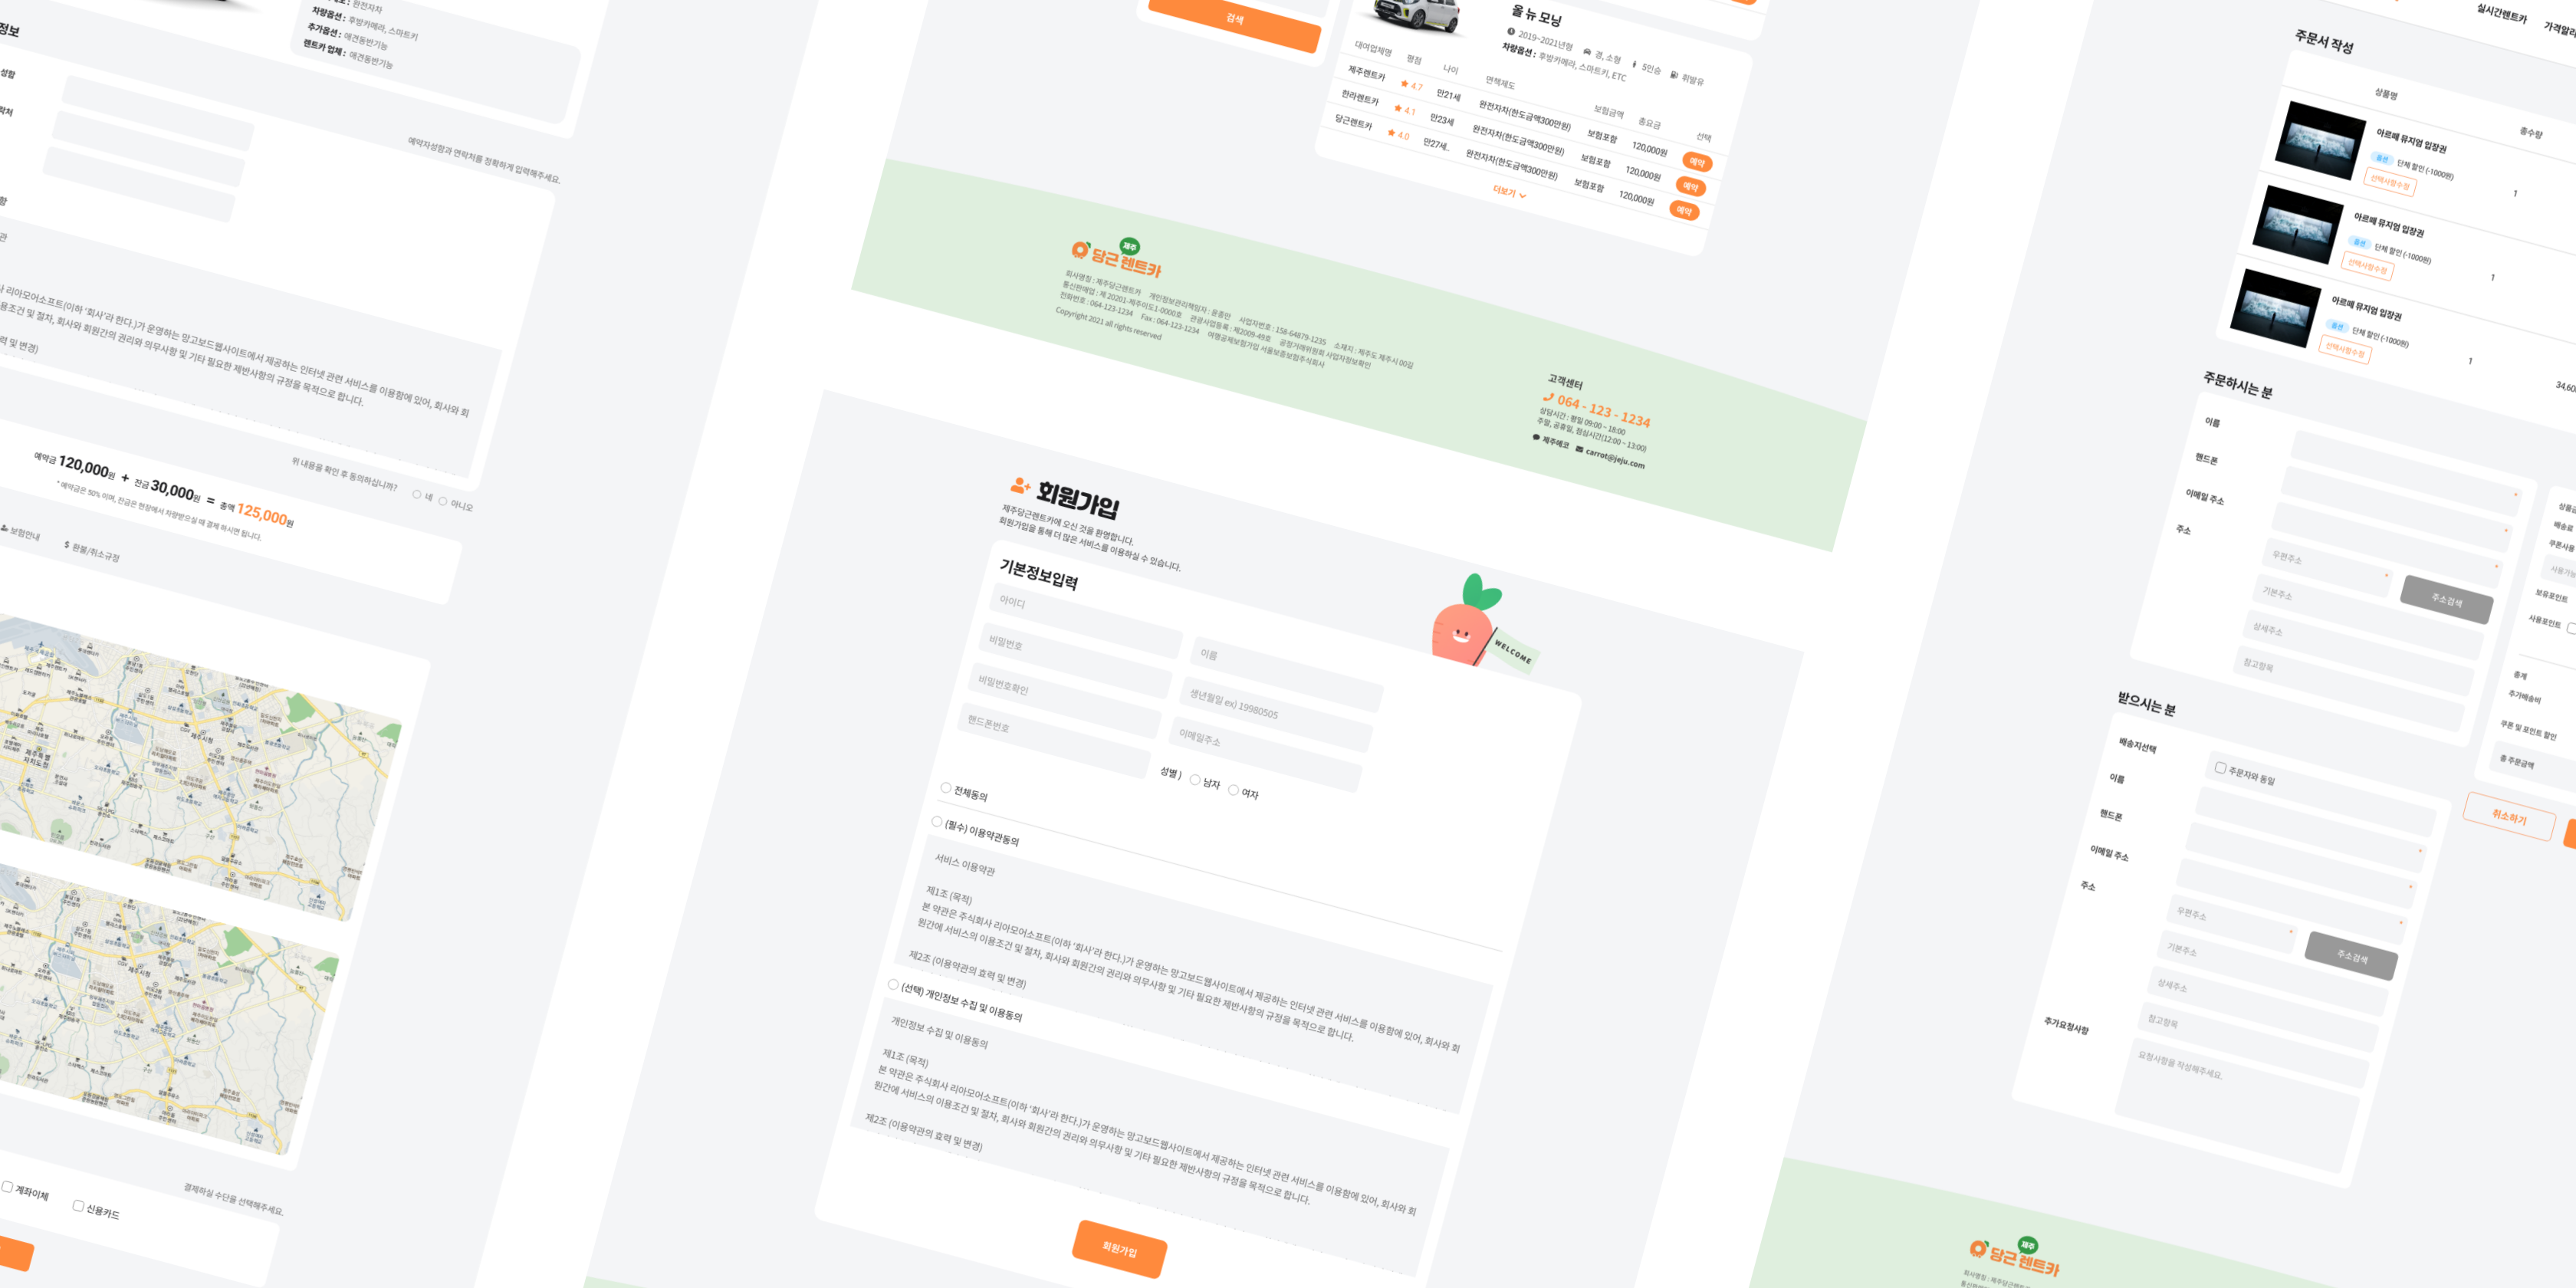 완전자차
차량옵션 : 후방카메라, 스마트키
추가옵션 : 애견동반기능
렌트카 업체 : 애견동반기능
정보
성함
예약자성함과 연락처를 정확하게 입력해주세요.
리아모어소프트(이하 '회사'라 한다.)가 운영하는 망고보드웹사이트에서 제공하는 인터넷 관련 서비스를 이용함에 있어, 회사와 회
용조건 및 절차, 회사와 회원간의 권리와 의무사항 및 기타 필요한 제반사항의 규정을 목적으로 합니다.
력 및 변경)
위 내용을 확인 후 동의하십니까? 네 아니오
예약금 120,000원 + 잔금 30,000원 = 총액 125,000원
* 예약금은 50% 이며, 잔금은 현장에서 차량받으실 때 결제 하시면 됩니다.
보험안내 $ 환불/취소규정
결제하실 수단을 선택해주세요.
계좌이체 신용카드
검색
올 뉴 모닝
2019~2021년형 경, 소형 5인승 휘발유
차량옵션 : 후방카메라, 스마트키, ETC
대여업체명 평점 나이 면책제도 보험금액 총요금 선택
제주렌트카 4.7 만21세 완전자차(한도금액300만원) 보험포함 120,000원 예약
한라렌트카 4.1 만23세 완전자차(한도금액300만원) 보험포함 120,000원 예약
당근렌트카 4.0 만27세.. 완전자차(한도금액300만원) 보험포함 120,000원 예약
더보기
제주
당근 렌트카
회사명칭 : 제주당근렌트카 개인정보관리책임자 : 윤종안 사업자번호 : 158-64879-1235 소재지 : 제주도 제주시 00길
통신판매업 : 제 20201-제주이도1-0000호 관광사업등록 : 제2009-49호 공정거래위원회 사업자정보확인
전화번호 : 064-123-1234 Fax : 064-123-1234 여행공제보험가입 서울보증보험주식회사
Copyright 2021 all rights reserved
고객센터
064 - 123 - 1234
상담시간 : 평일 09:00 ~ 18:00
주말, 공휴일, 점심시간(12:00 ~ 13:00)
제주에코 carrot@jeju.com
회원가입
제주당근렌트카에 오신 것을 환영합니다.
회원가입을 통해 더 많은 서비스를 이용하실 수 있습니다.
WELCOME
기본정보입력
아이디
비밀번호 이름
비밀번호확인 생년월일 ex) 19980505
핸드폰번호 이메일주소
성별 ) 남자 여자
전체동의
(필수) 이용약관동의
서비스 이용약관
제1조 (목적)
본 약관은 주식회사 리아모어소프트(이하 '회사'라 한다.)가 운영하는 망고보드웹사이트에서 제공하는 인터넷 관련 서비스를 이용함에 있어, 회사와 회
원간에 서비스의 이용조건 및 절차, 회사와 회원간의 권리와 의무사항 및 기타 필요한 제반사항의 규정을 목적으로 합니다.
제2조 (이용약관의 효력 및 변경)
(선택) 개인정보 수집 및 이용동의
개인정보 수집 및 이용동의
제1조 (목적)
본 약관은 주식회사 리아모어소프트(이하 '회사'라 한다.)가 운영하는 망고보드웹사이트에서 제공하는 인터넷 관련 서비스를 이용함에 있어, 회사와 회
원간에 서비스의 이용조건 및 절차, 회사와 회원간의 권리와 의무사항 및 기타 필요한 제반사항의 규정을 목적으로 합니다.
제2조 (이용약관의 효력 및 변경)
회원가입
실시간렌트카 가격알리
주문서 작성
상품명 총수량
아르떼 뮤지엄 입장권
옵션 단체 할인 (-1000원)
선택사항수정
1
아르떼 뮤지엄 입장권
옵션 단체 할인 (-1000원)
선택사항수정
1
아르떼 뮤지엄 입장권
옵션 단체 할인 (-1000원)
선택사항수정
1
34,60
주문하시는 분
이름
핸드폰
이메일 주소
주소
우편주소 주소검색
기본주소
상세주소
참고항목
배송료
쿠폰사용
사용가능
보유포인트
사용포인트
총계
추가배송비
쿠폰 및 포인트 할인
총 주문금액
취소하기
받으시는 분
배송지선택 주문자와 동일
이름
핸드폰
이메일 주소
주소
우편주소 주소검색
기본주소
상세주소
참고항목
추가요청사항
요청사항을 작성해주세요.
제주
당근 렌트카